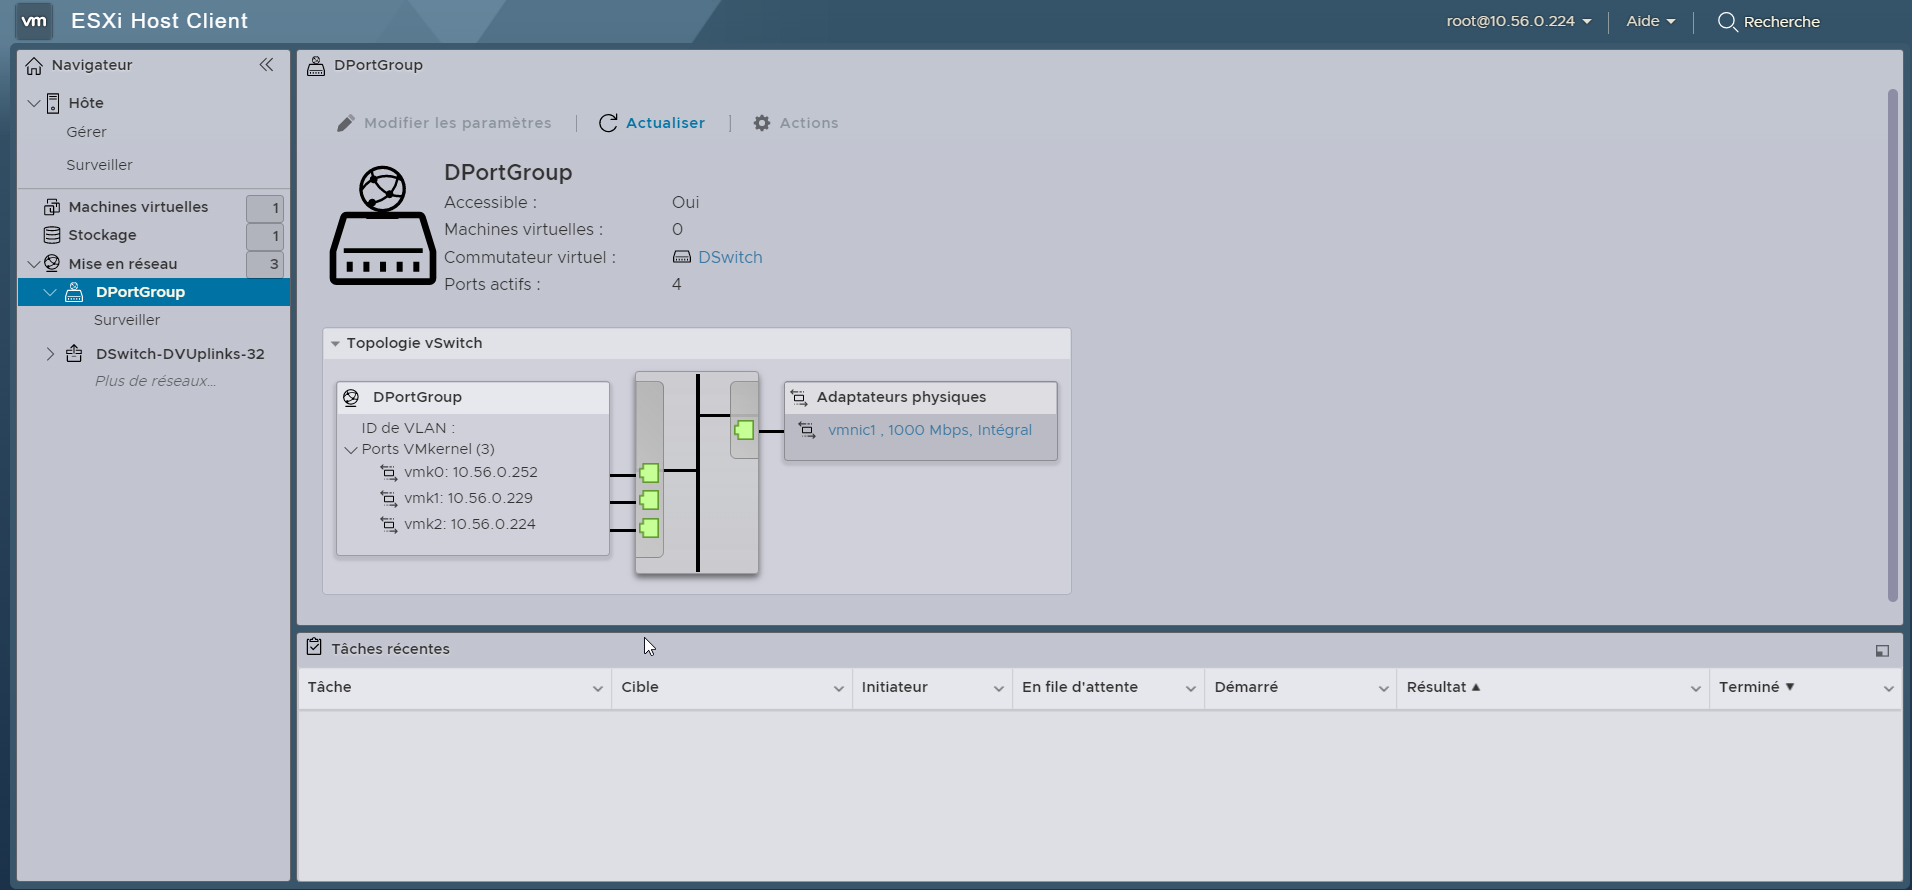 vm ESXi Host Client
root@10.56.0.224
Aide
Recherche
Navigateur
Hôte
Gérer
Surveiller
Machines virtuelles 1
Stockage 1
Mise en réseau 3
DPortGroup
Surveiller
DSwitch-DVUplinks-32
Plus de réseaux...
DPortGroup
Modifier les paramètres
Actualiser
Actions
DPortGroup
Accessible : Oui
Machines virtuelles : 0
Commutateur virtuel : DSwitch
Ports actifs : 4
Topologie vSwitch
DPortGroup
ID de VLAN :
Ports VMkernel (3)
vmk0: 10.56.0.252
vmk1: 10.56.0.229
vmk2: 10.56.0.224
Adaptateurs physiques
vmnic1 , 1000 Mbps, Intégral
Tâches récentes
Tâche
Cible
Initiateur
En file d'attente
Démarré
Résultat ▲
Terminé ▼